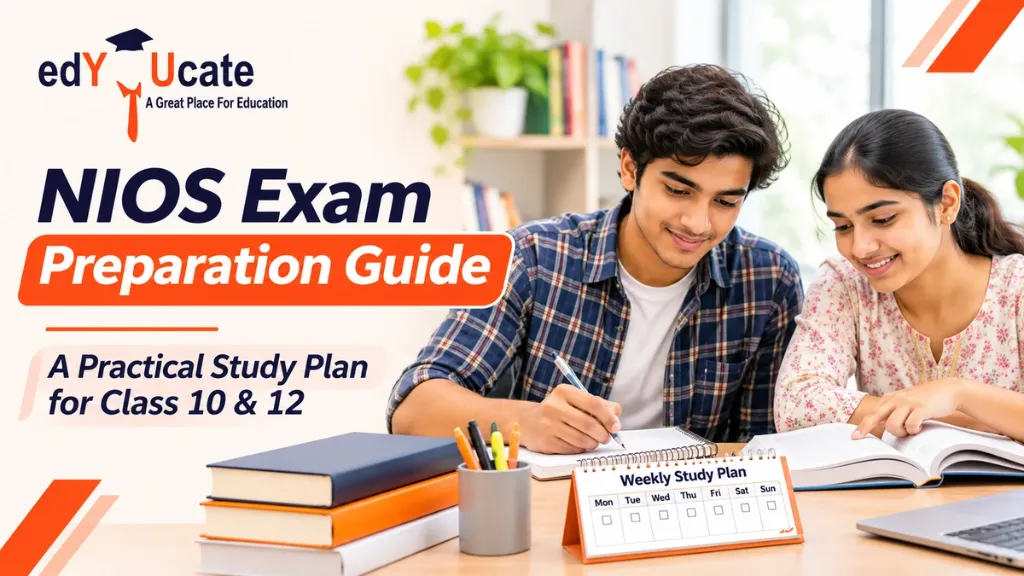 edYUcate
A Great Place For Education
NIOS Exam
Preparation Guide
A Practical Study Plan
for Class 10 & 12
Weekly Study Plan
Mon Tue Wed Thu Fri Sat Sun